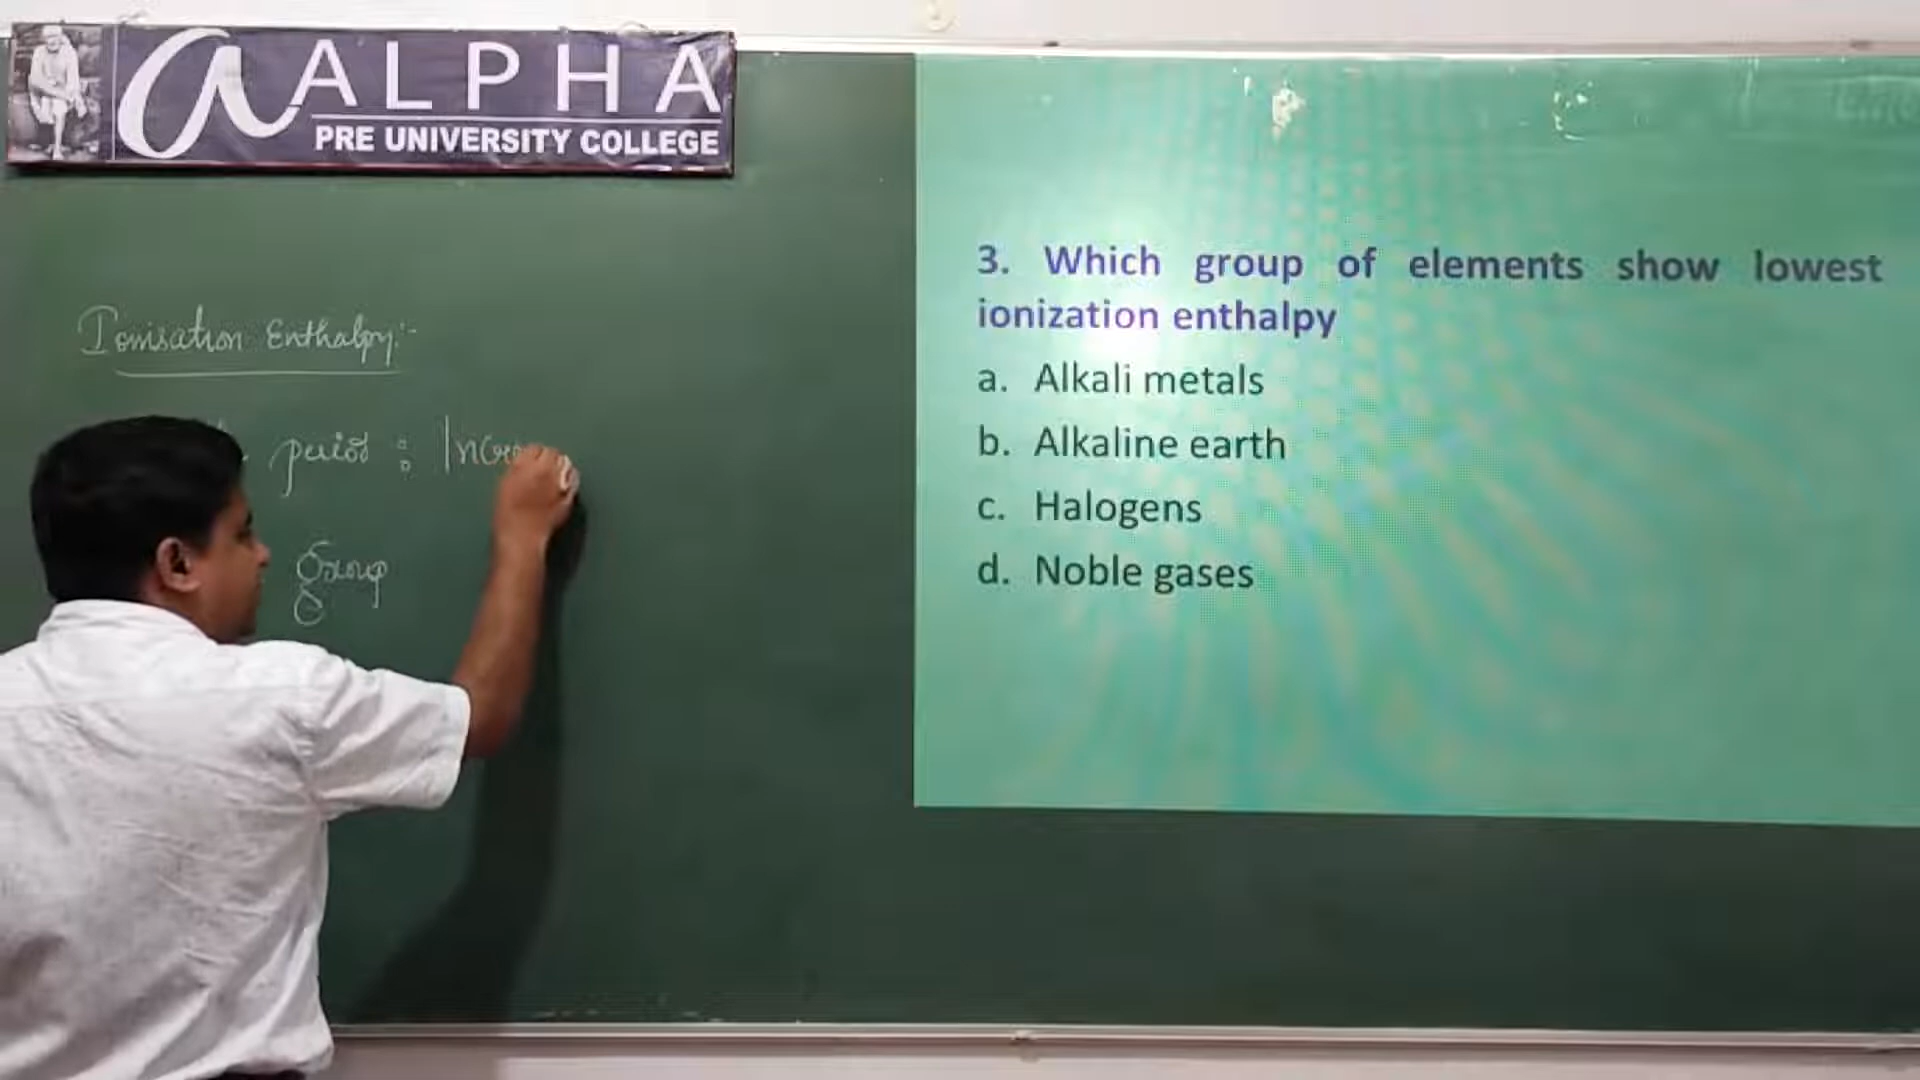 a ALPHA
PRE UNIVERSITY COLLEGE
Ionisation Enthalpy:-
period :
group
3. Which group of elements show lowest
ionization enthalpy
a. Alkali metals
b. Alkaline earth
c. Halogens
d. Noble gases